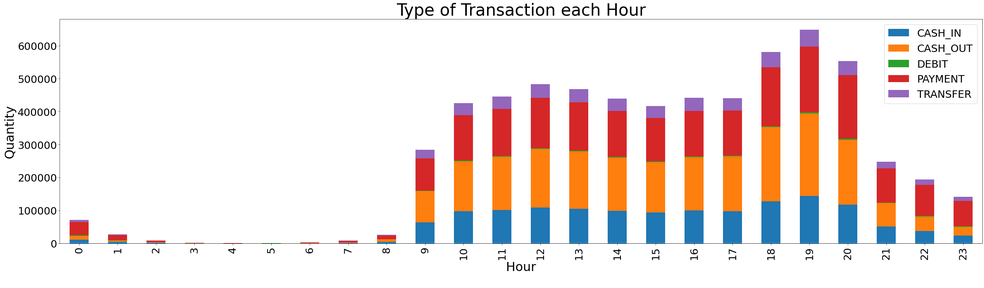 Type of Transaction each Hour
Quantity
600000
500000
400000
300000
200000
100000
0
CASH_IN
CASH_OUT
DEBIT
PAYMENT
TRANSFER
0 1 2 3 4 5 6 7 8 9 10 11 12 13 14 15 16 17 18 19 20 21 22 23
Hour